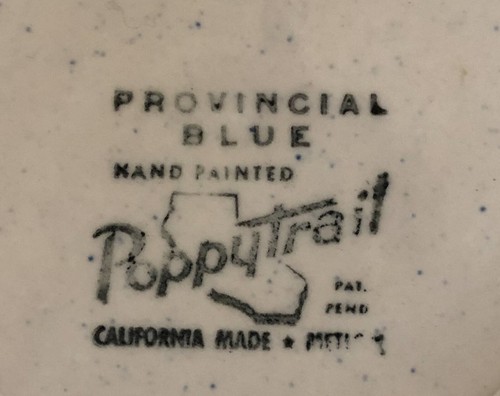 PROVINCIAL
BLUE
HAND PAINTED
Poppytrail
PAT.
PEND
CALIFORNIA MADE ★